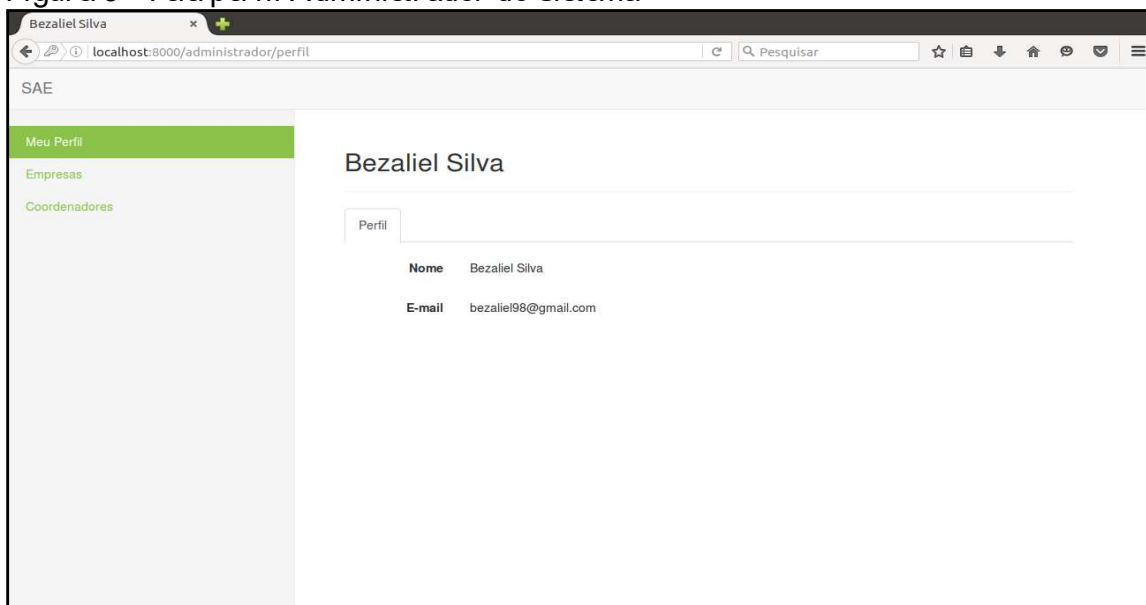 Bezaliel Silva
localhost:8000/administrador/perfil
Pesquisar
SAE
Meu Perfil
Empresas
Coordenadores
Bezaliel Silva
Perfil
Nome Bezaliel Silva
E-mail bezaliel98@gmail.com